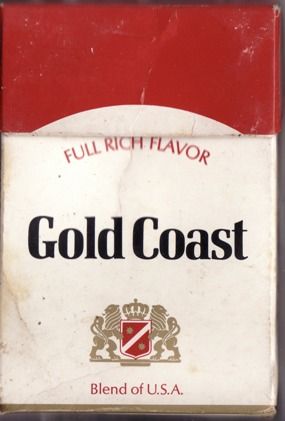 FULL RICH FLAVOR
Gold Coast
Blend of U.S.A.